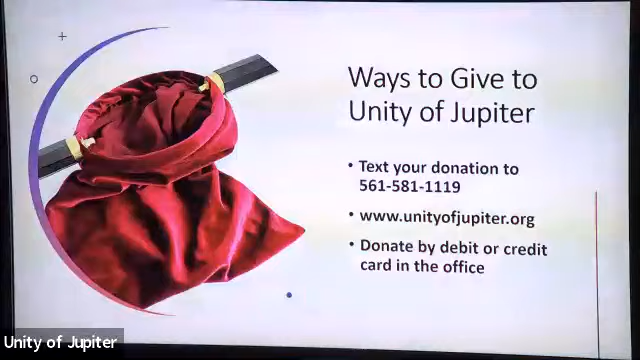 Ways to Give to
Unity of Jupiter
• Text your donation to
561-581-1119
• www.unityofjupiter.org
• Donate by debit or credit
card in the office
Unity of Jupiter